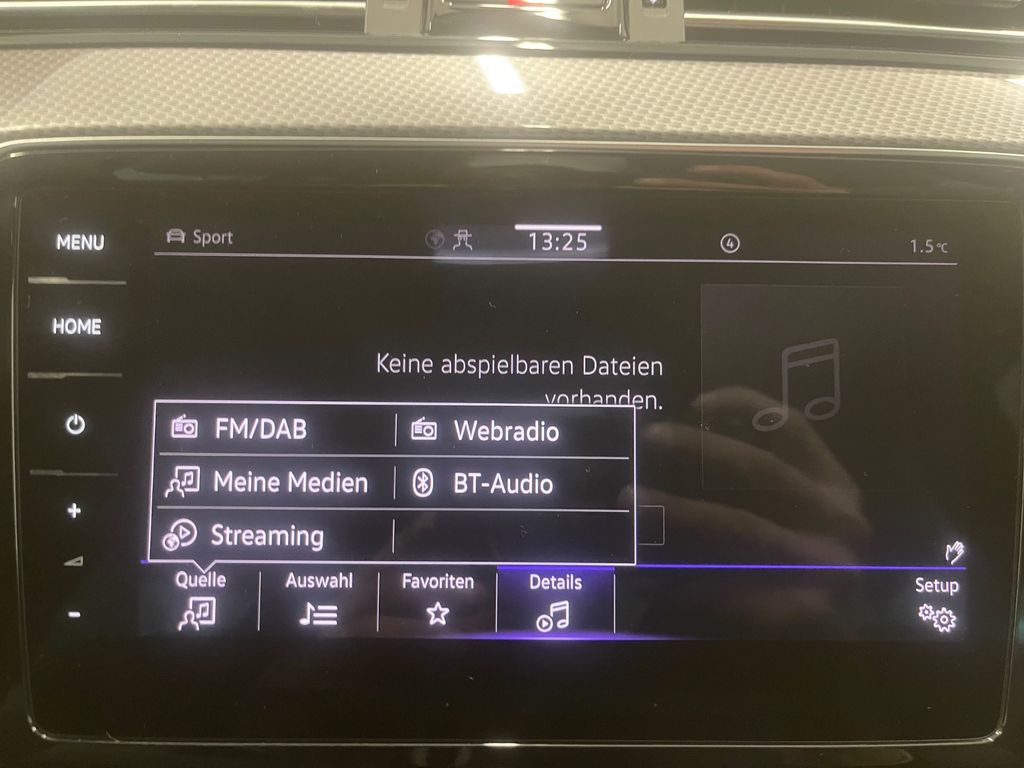 MENU
Sport
13:25
4
1.5°C
HOME
Keine abspielbaren Dateien
vorhanden.
FM/DAB
Webradio
Meine Medien
BT-Audio
Streaming
+
-
Quelle
Auswahl
Favoriten
Details
Setup